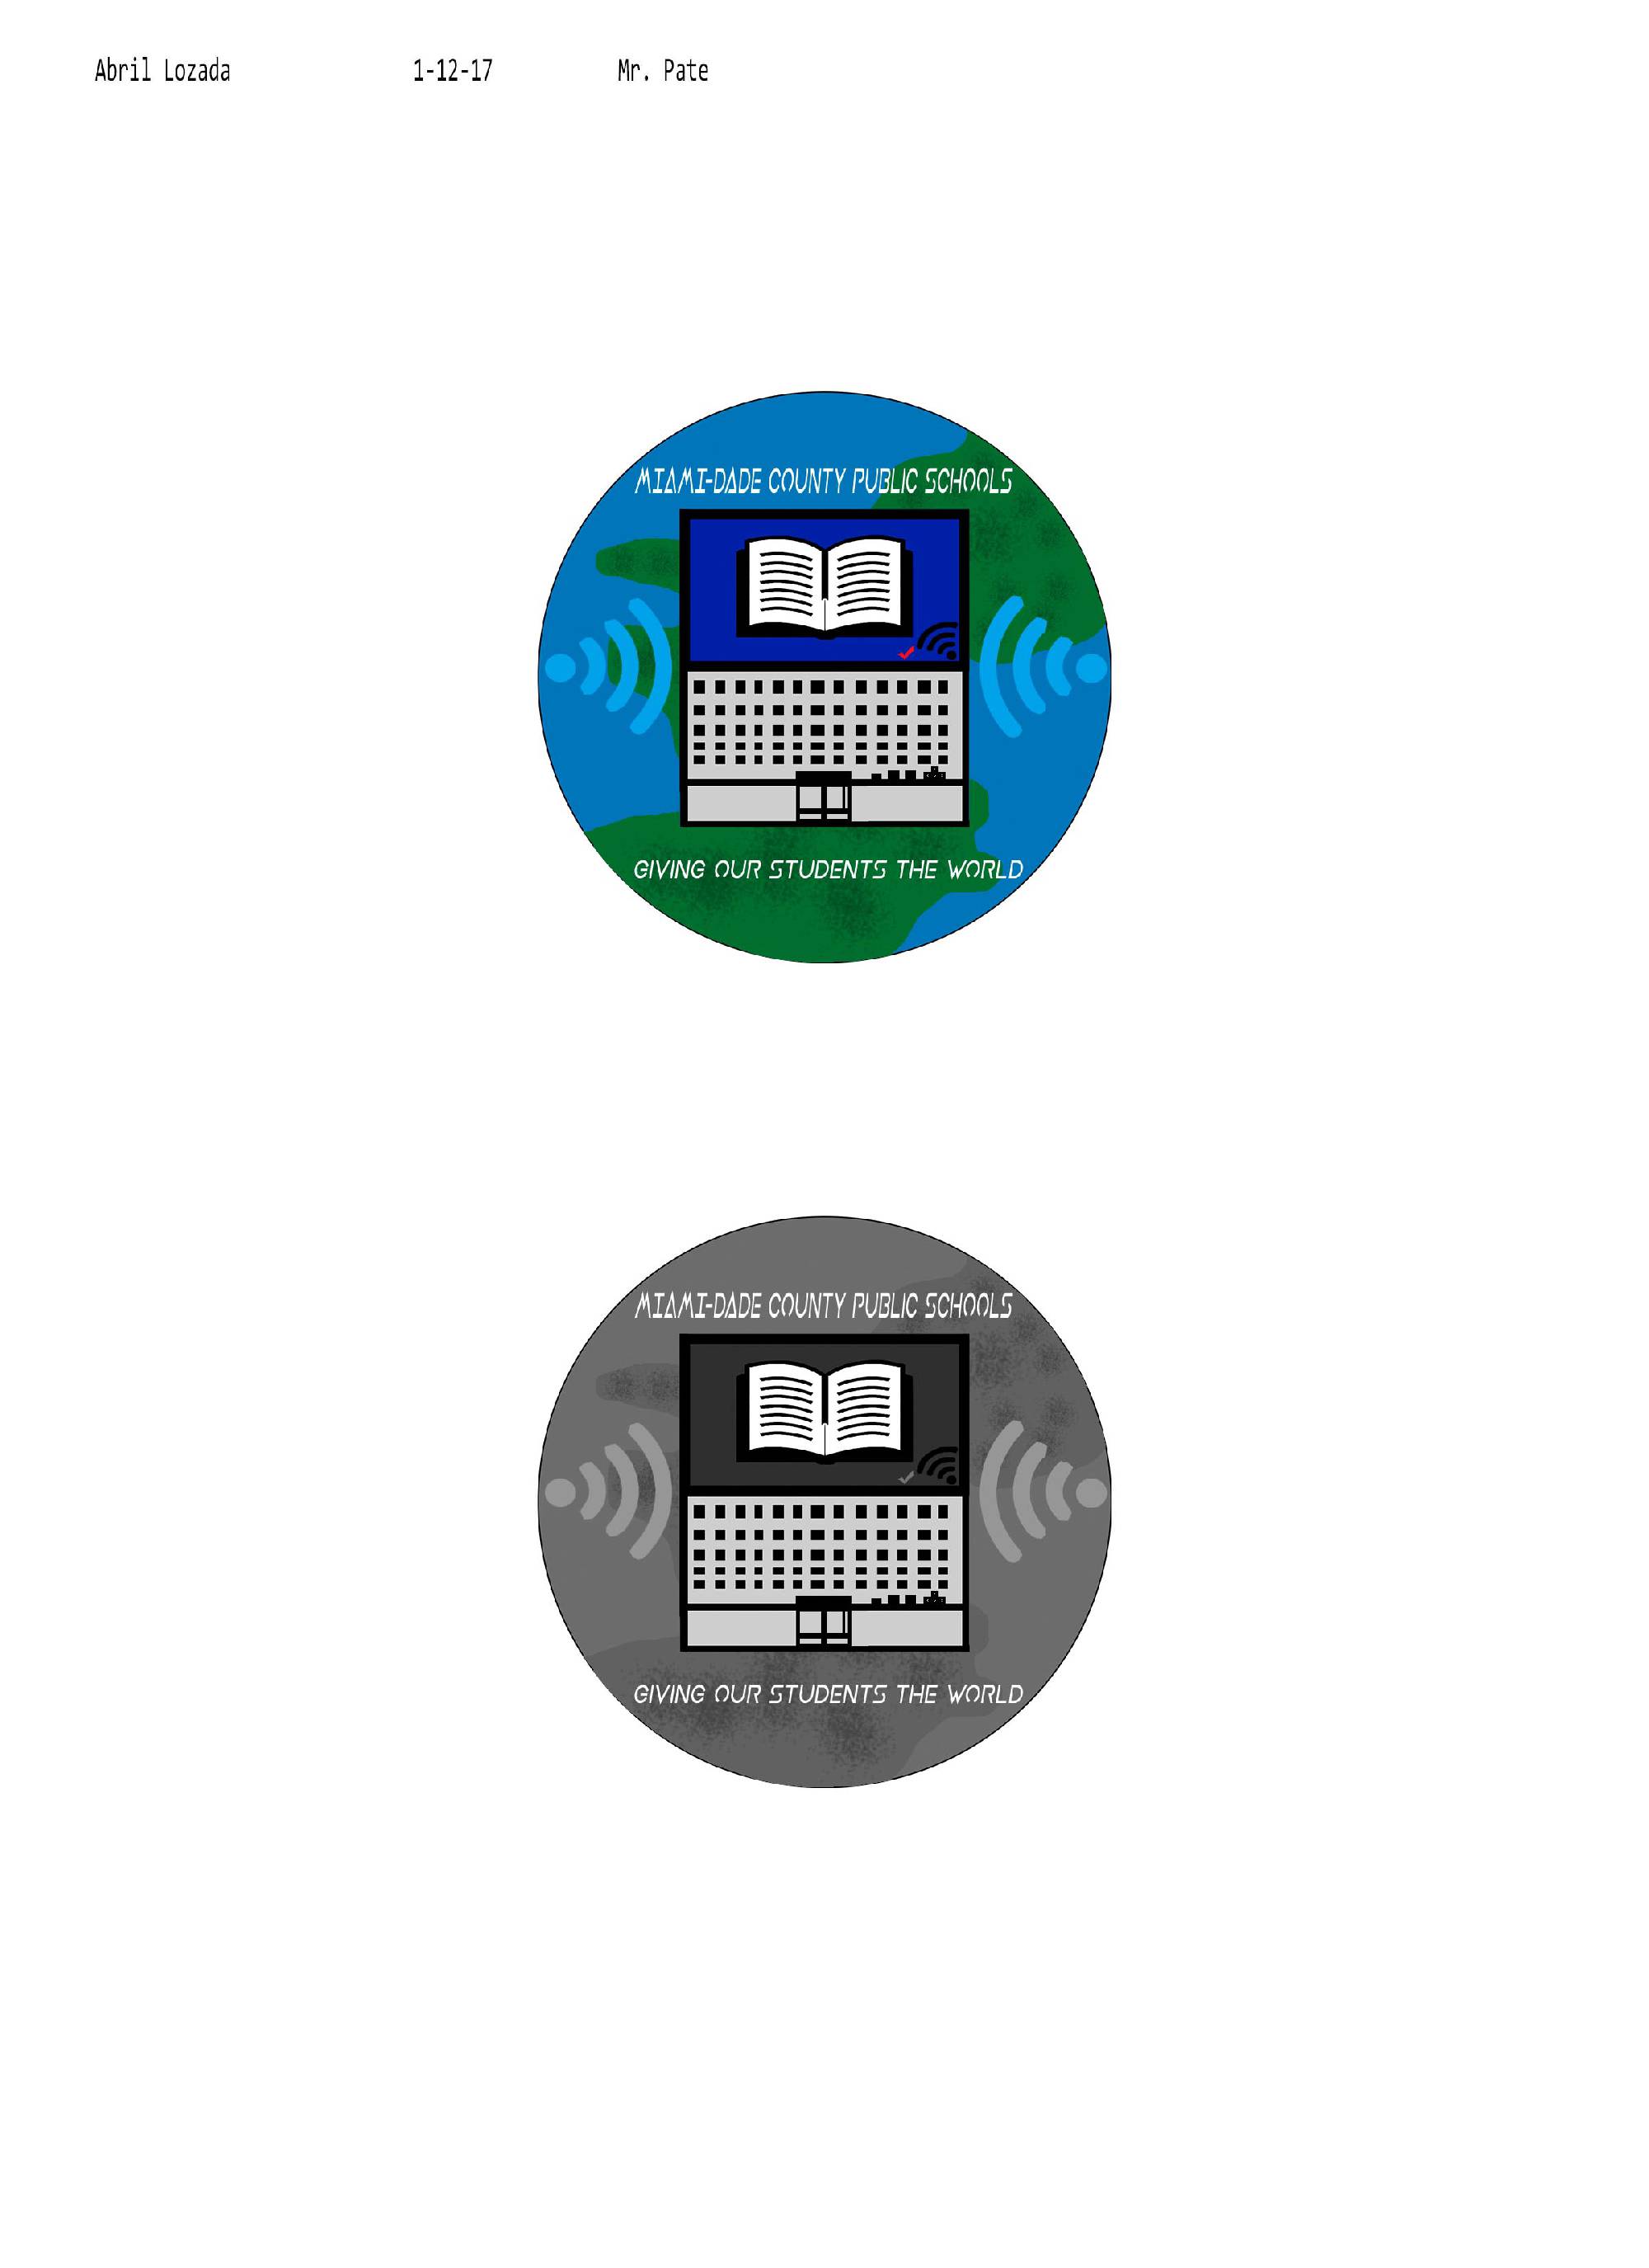 Abril Lozada 1-12-17 Mr. Pate
MIAMI-DADE COUNTY PUBLIC SCHOOLS
GIVING OUR STUDENTS THE WORLD
MIAMI-DADE COUNTY PUBLIC SCHOOLS
GIVING OUR STUDENTS THE WORLD